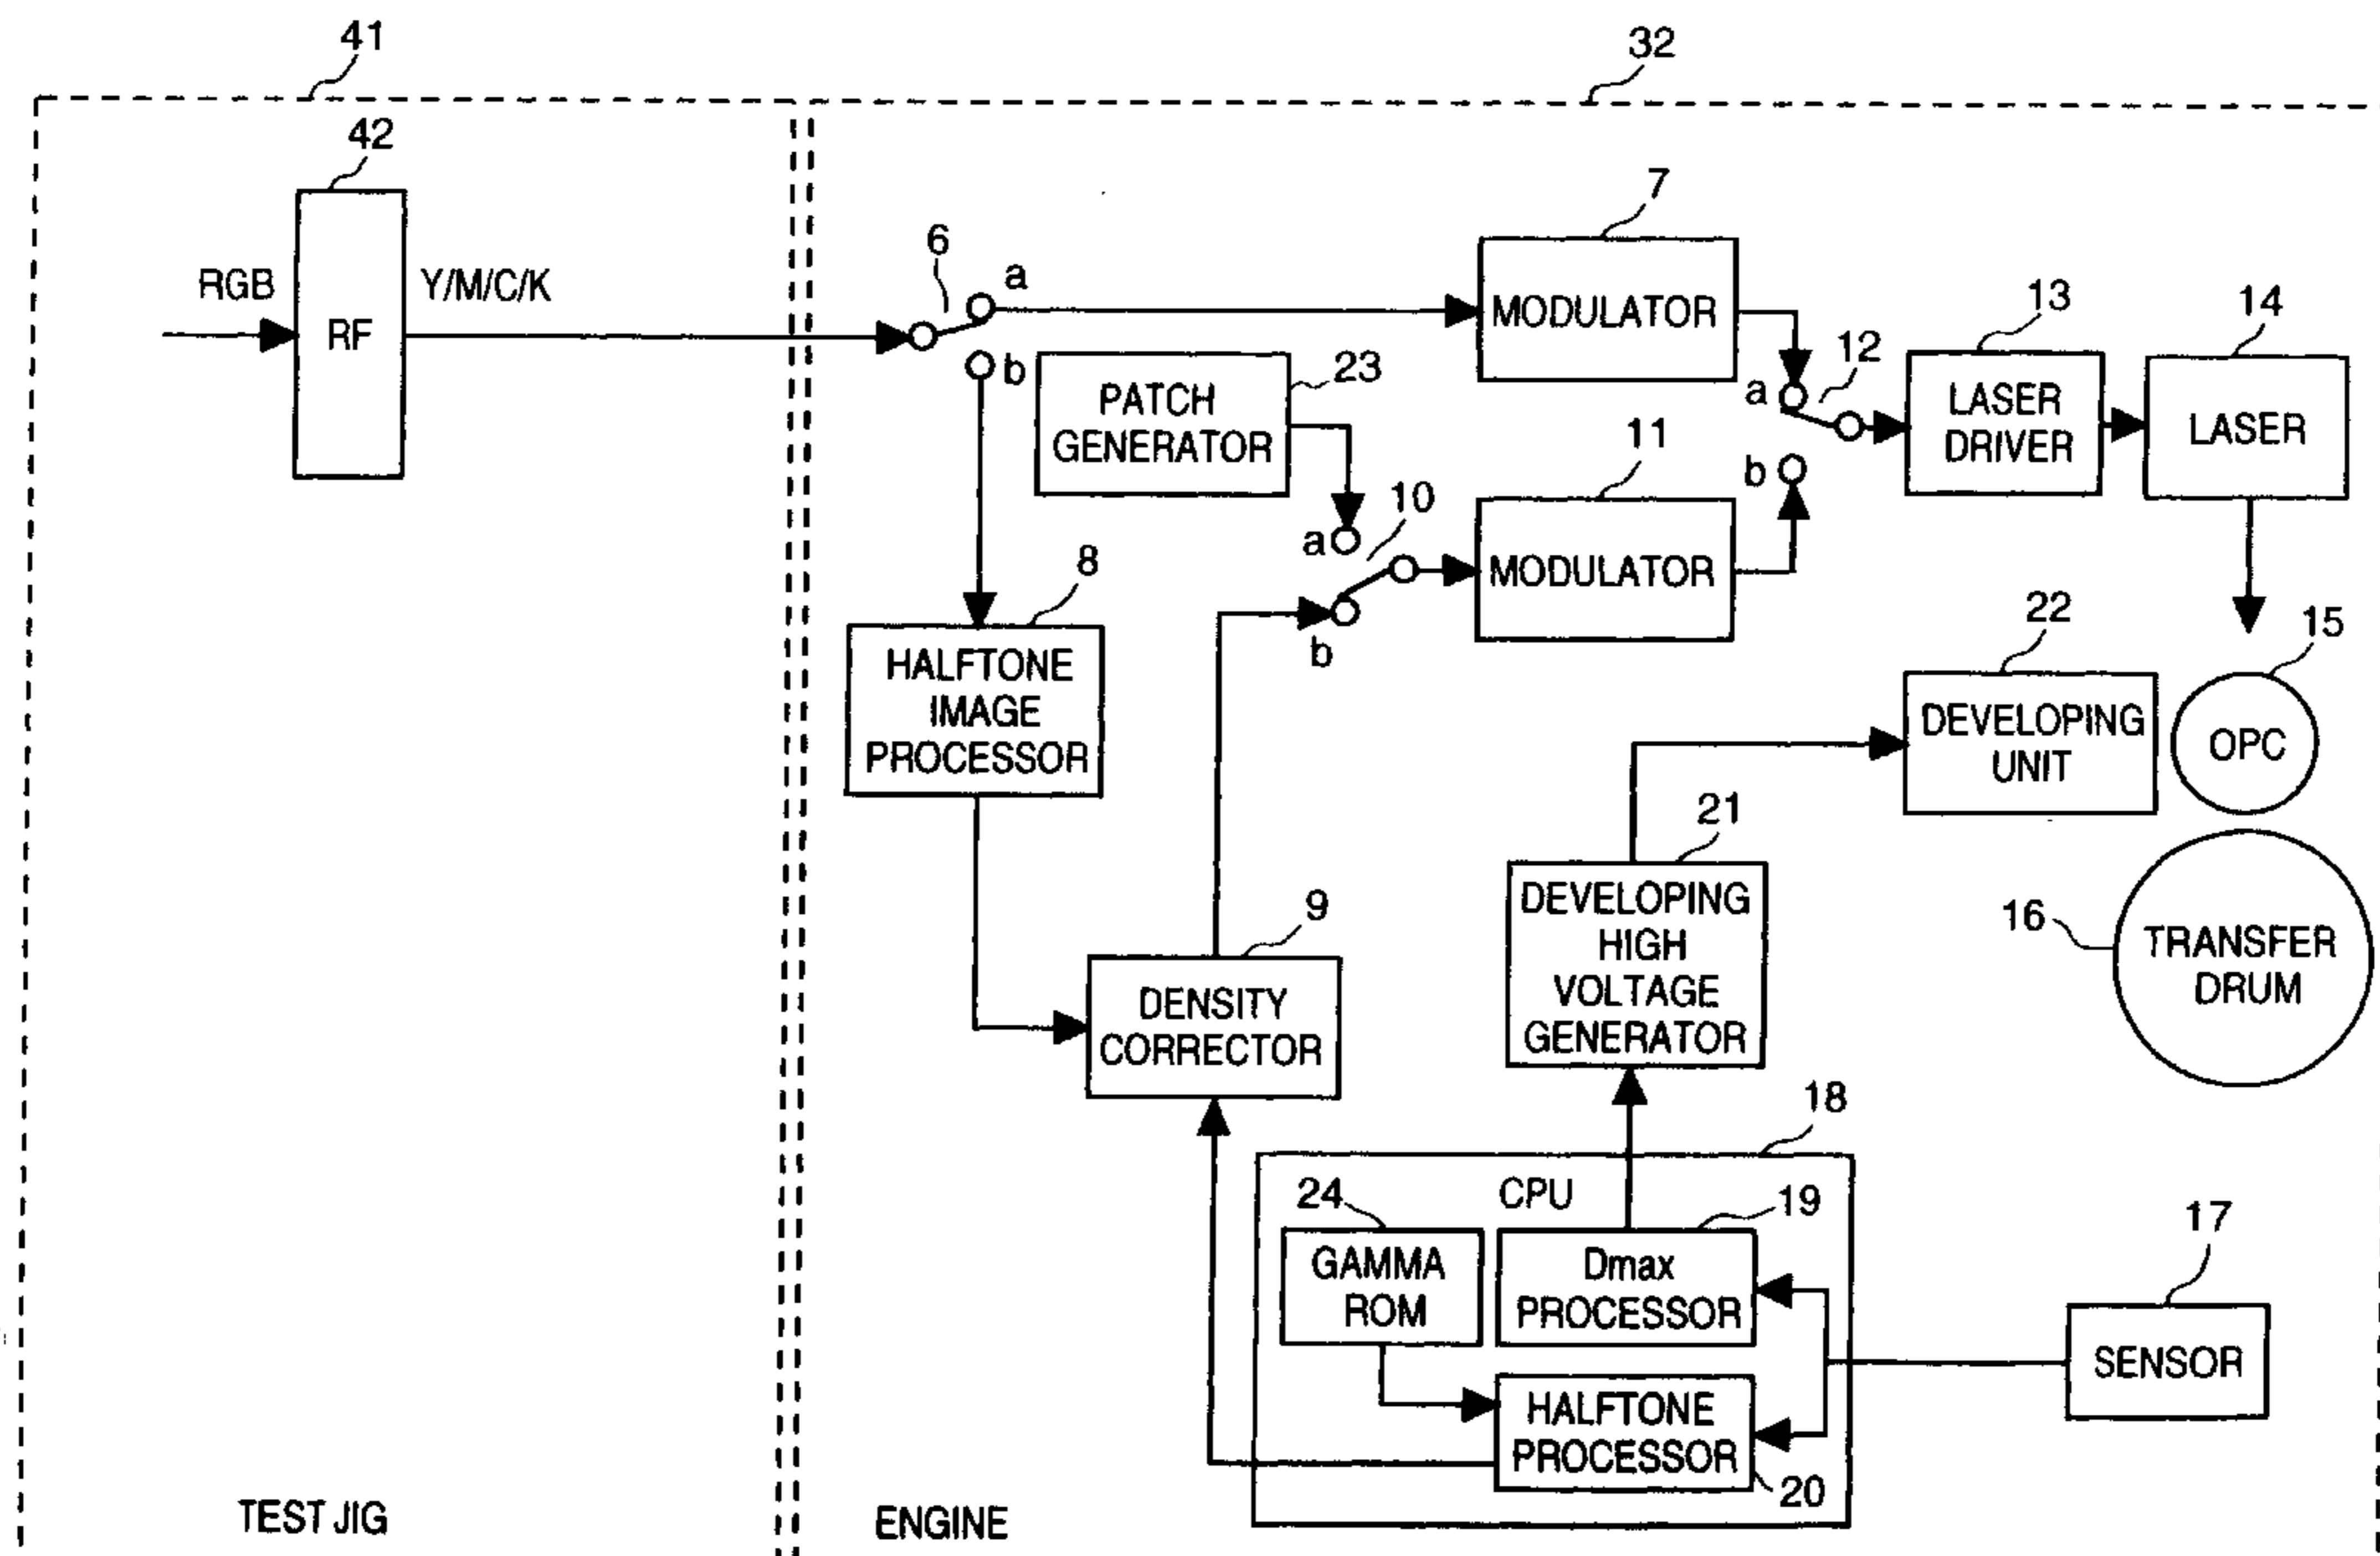 41
32
42
RGB
RF
Y/M/C/K
6
a
b
7
MODULATOR
PATCH
GENERATOR
23
a
12
b
13
LASER
DRIVER
14
LASER
10
a
b
11
MODULATOR
8
HALFTONE
IMAGE
PROCESSOR
22
DEVELOPING
UNIT
15
OPC
21
DEVELOPING
HIGH
VOLTAGE
GENERATOR
16
TRANSFER
DRUM
9
DENSITY
CORRECTOR
18
CPU
24
GAMMA
ROM
19
Dmax
PROCESSOR
17
SENSOR
HALFTONE
PROCESSOR
20
TEST JIG
ENGINE